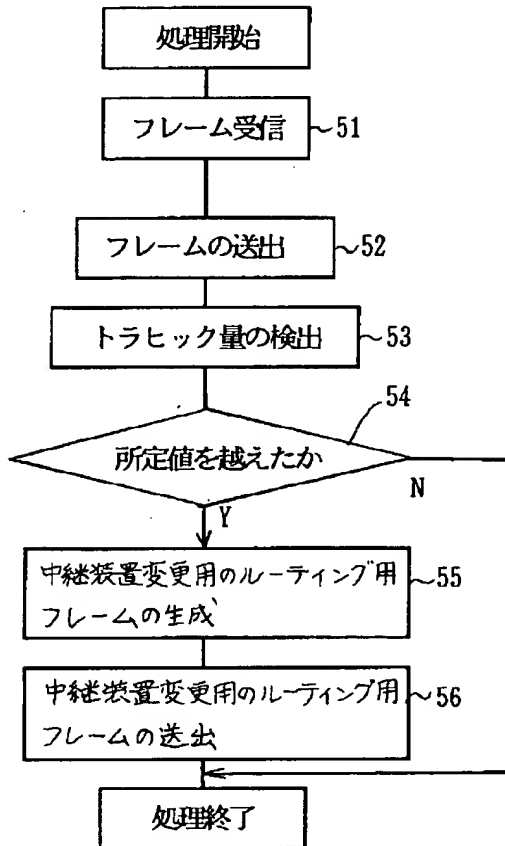 処理開始
フレーム受信 ~51
フレームの送出 ~52
トラヒック量の検出 ~53
54
所定値を越えたか
N
Y
中継装置変更用のルーティング用 ~55
フレームの生成
中継装置変更用のルーティング用 ~56
フレームの送出
処理終了